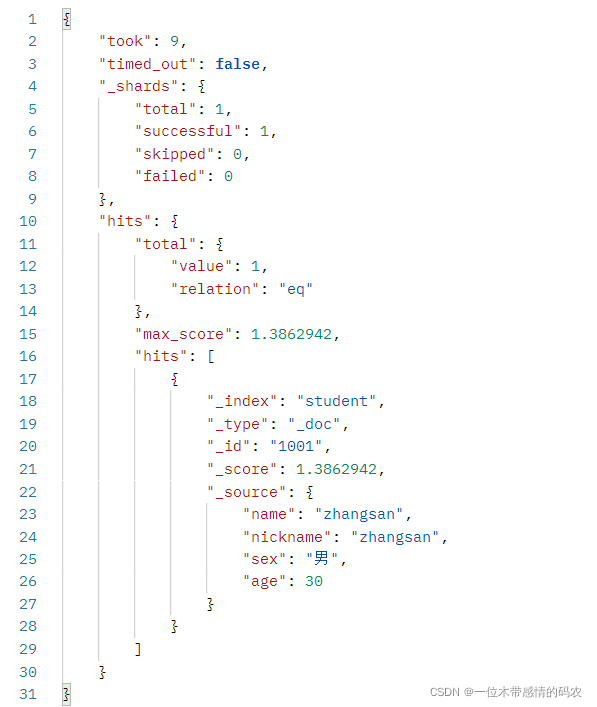 1 {
2 "took": 9,
3 "timed_out": false,
4 "_shards": {
5 "total": 1,
6 "successful": 1,
7 "skipped": 0,
8 "failed": 0
9 },
10 "hits": {
11 "total": {
12 "value": 1,
13 "relation": "eq"
14 },
15 "max_score": 1.3862942,
16 "hits": [
17 {
18 "_index": "student",
19 "_type": "_doc",
20 "_id": "1001",
21 "_score": 1.3862942,
22 "_source": {
23 "name": "zhangsan",
24 "nickname": "zhangsan",
25 "sex": "男",
26 "age": 30
27 }
28 }
29 ]
30 }
31 }
CSDN @一位木带感情的码农